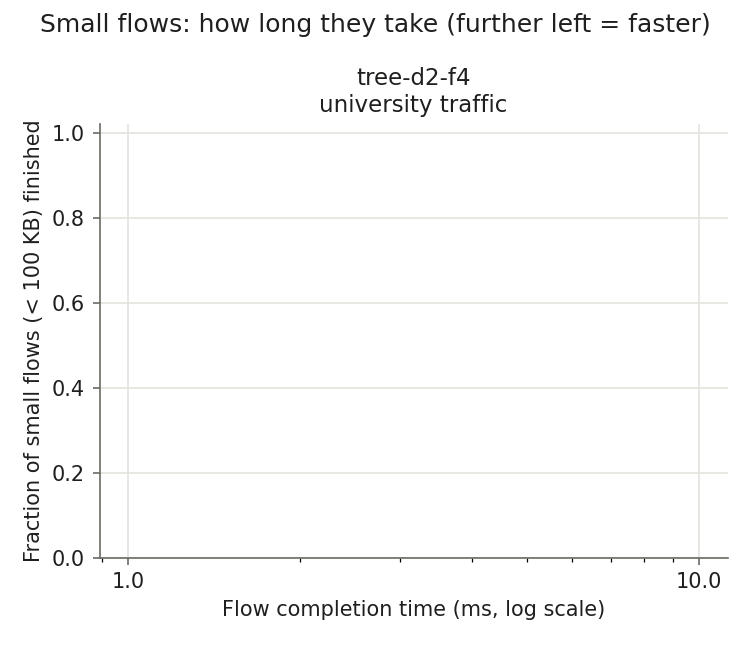 Small flows: how long they take (further left = faster)
tree-d2-f4
university traffic
Fraction of small flows (< 100 KB) finished
1.0
0.8
0.6
0.4
0.2
0.0
1.0
10.0
Flow completion time (ms, log scale)